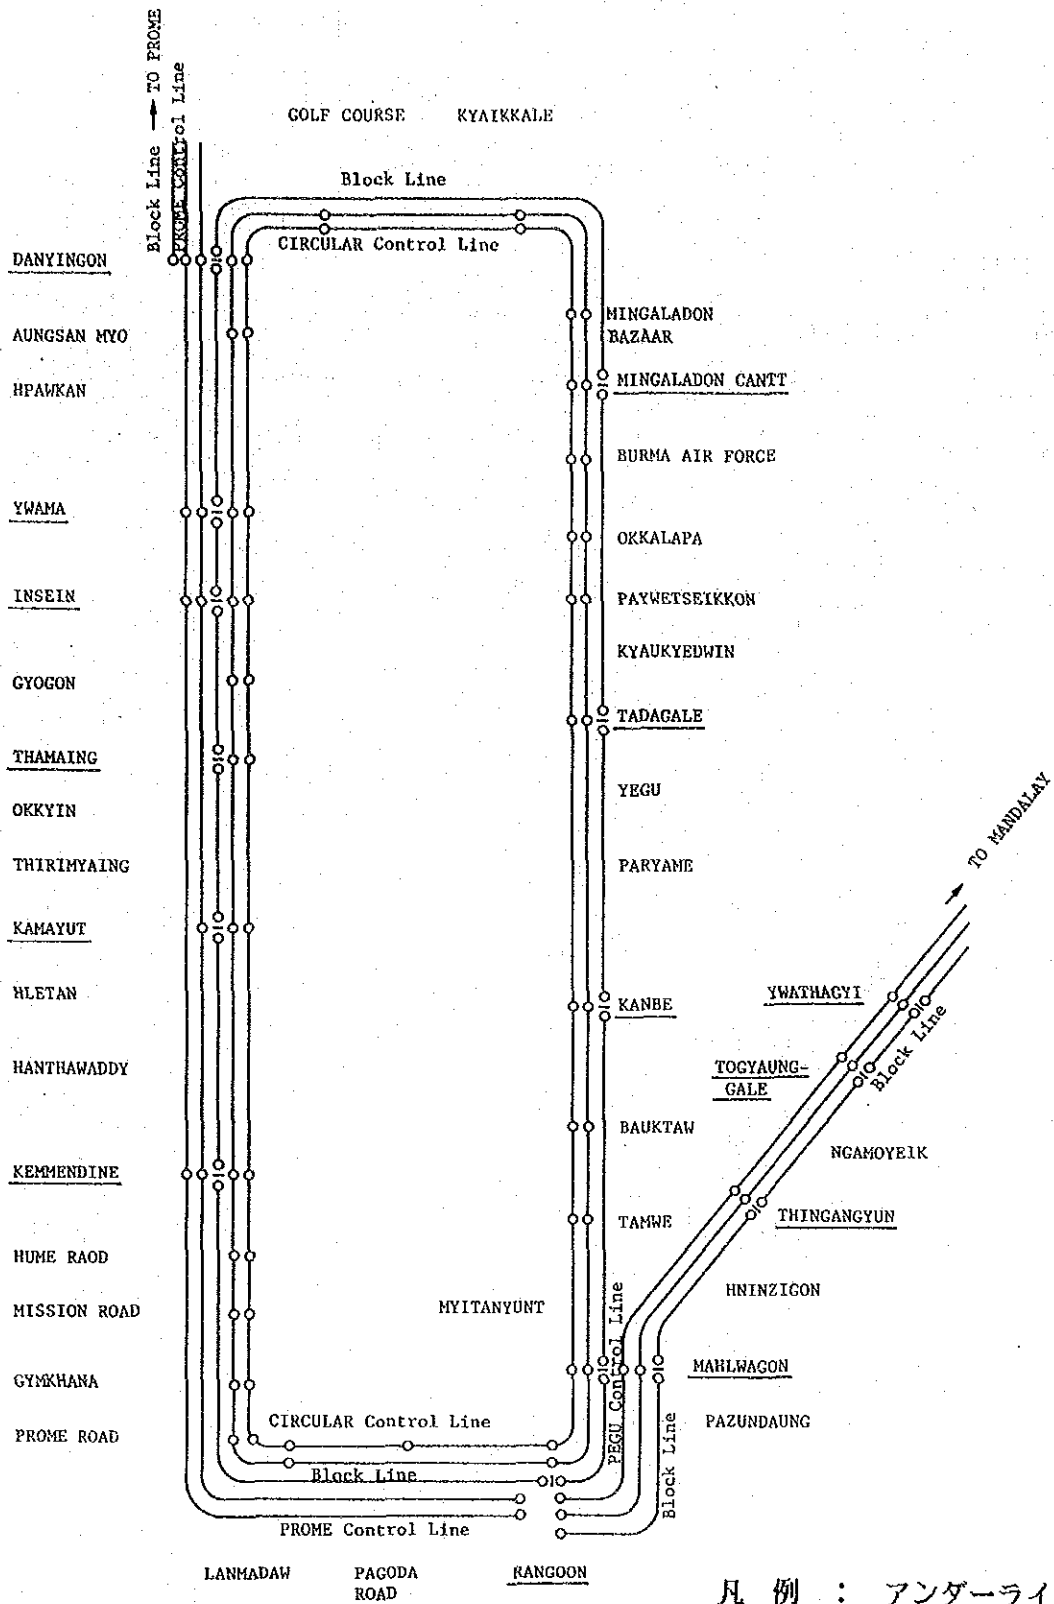 Block Line → TO PROME
PROME Control Line
GOLF COURSE KYAIKKALE
Block Line
CIRCULAR Control Line
DANYINGON
AUNGSAN MYO
HPAWKAN
YWAMA
INSEIN
GYOGON
THAMAING
OKKYIN
THIRIMYAING
KAMAYUT
HLETAN
HANTHAWADDY
KEMMENDINE
HUME RAOD
MISSION ROAD
GYMKHANA
PROME ROAD
MINGALADON
BAZAAR
MINGALADON CANTT
BURMA AIR FORCE
OKKALAPA
PAYWETSEIKKON
KYAUKYEDWIN
TADAGALE
YEGU
PARYAME
KANBE
BAUKTAW
TAMWE
MYITANYUNT
TO MANDALAY
YWATHAGYI
TOGYAUNG-
GALE
Block Line
NGAMOYEIK
THINGANGYUN
HNINZIGON
MAHLWAGON
PAZUNDAUNG
PEGU Control Line
Block Line
CIRCULAR Control Line
Block Line
PROME Control Line
LANMADAW
PAGODA
ROAD
RANGOON
凡 例 : アンダーライ